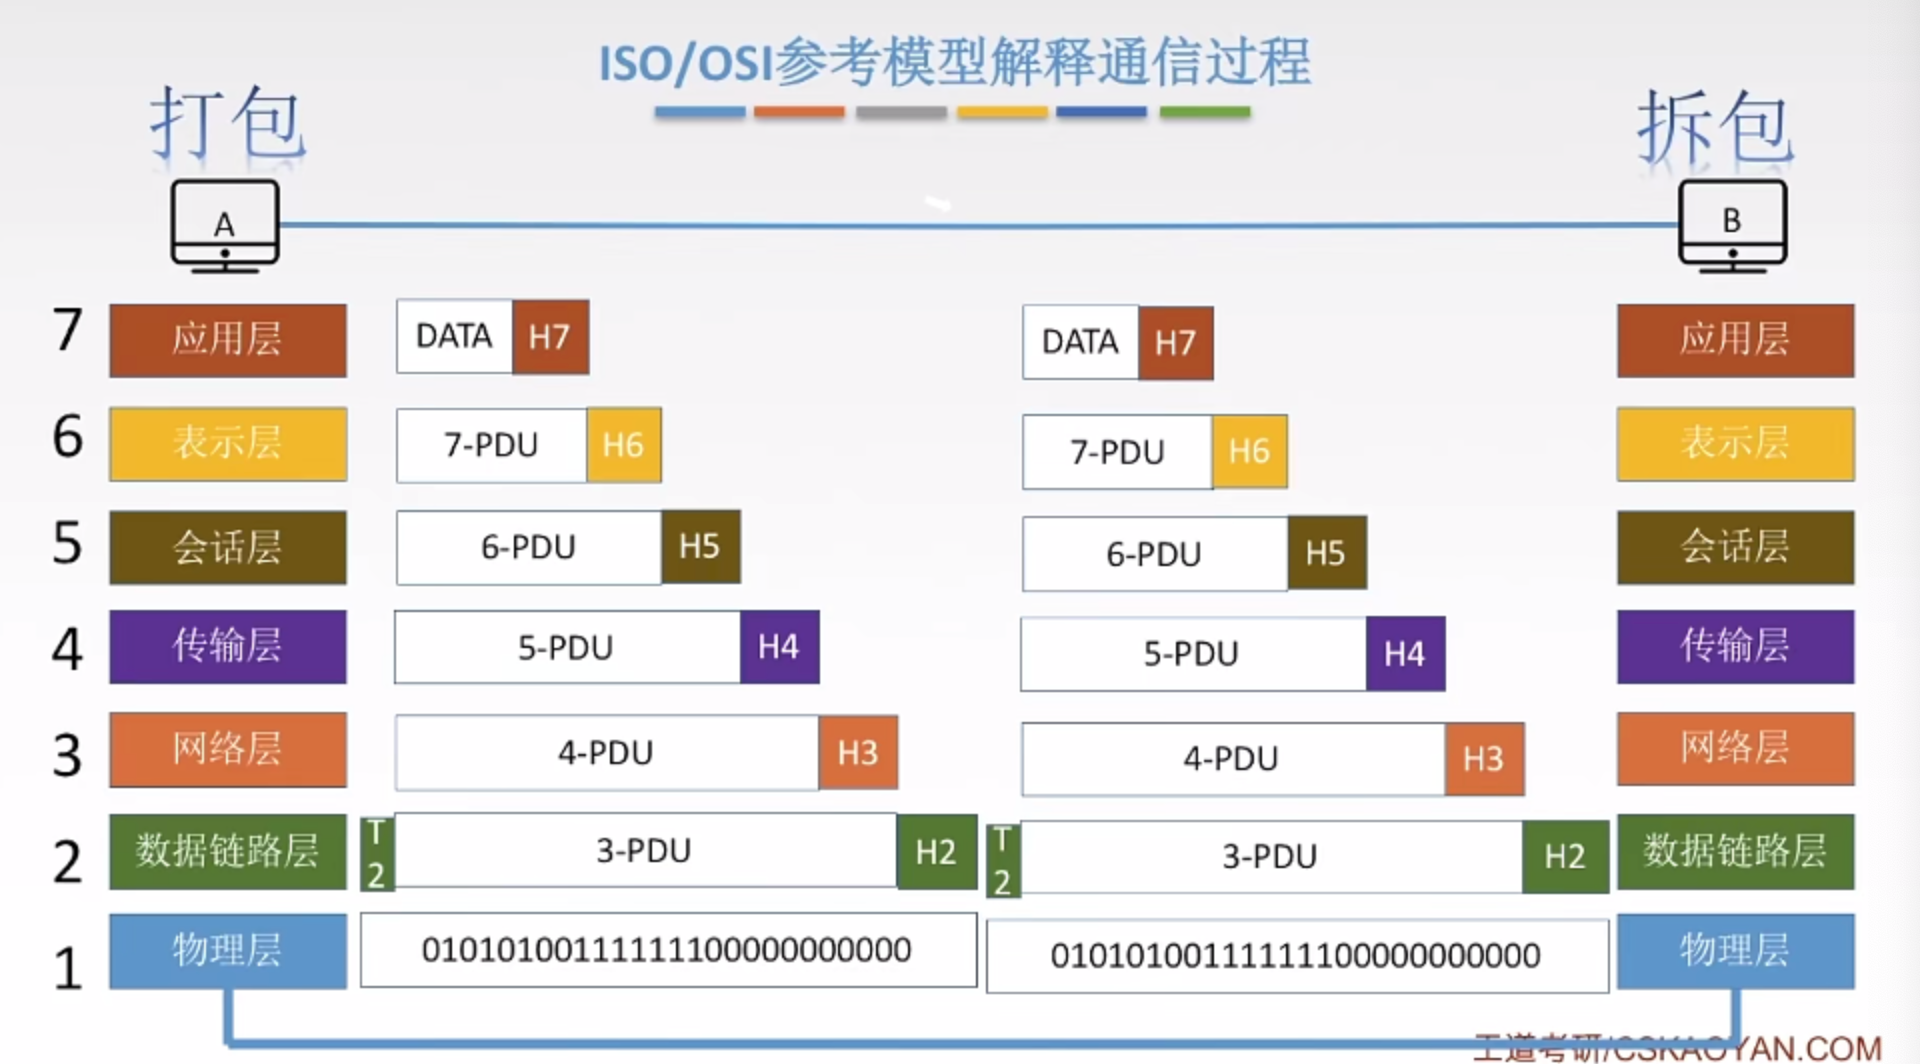 ISO/OSI参考模型解释通信过程
打包
拆包
A
B
7 应用层 DATA H7 DATA H7 应用层
6 表示层 7-PDU H6 7-PDU H6 表示层
5 会话层 6-PDU H5 6-PDU H5 会话层
4 传输层 5-PDU H4 5-PDU H4 传输层
3 网络层 4-PDU H3 4-PDU H3 网络层
2 数据链路层 T2 3-PDU H2 T2 3-PDU H2 数据链路层
1 物理层 010101001111111100000000000 010101001111111100000000000 物理层
王道考研/CSKAOYAN.COM